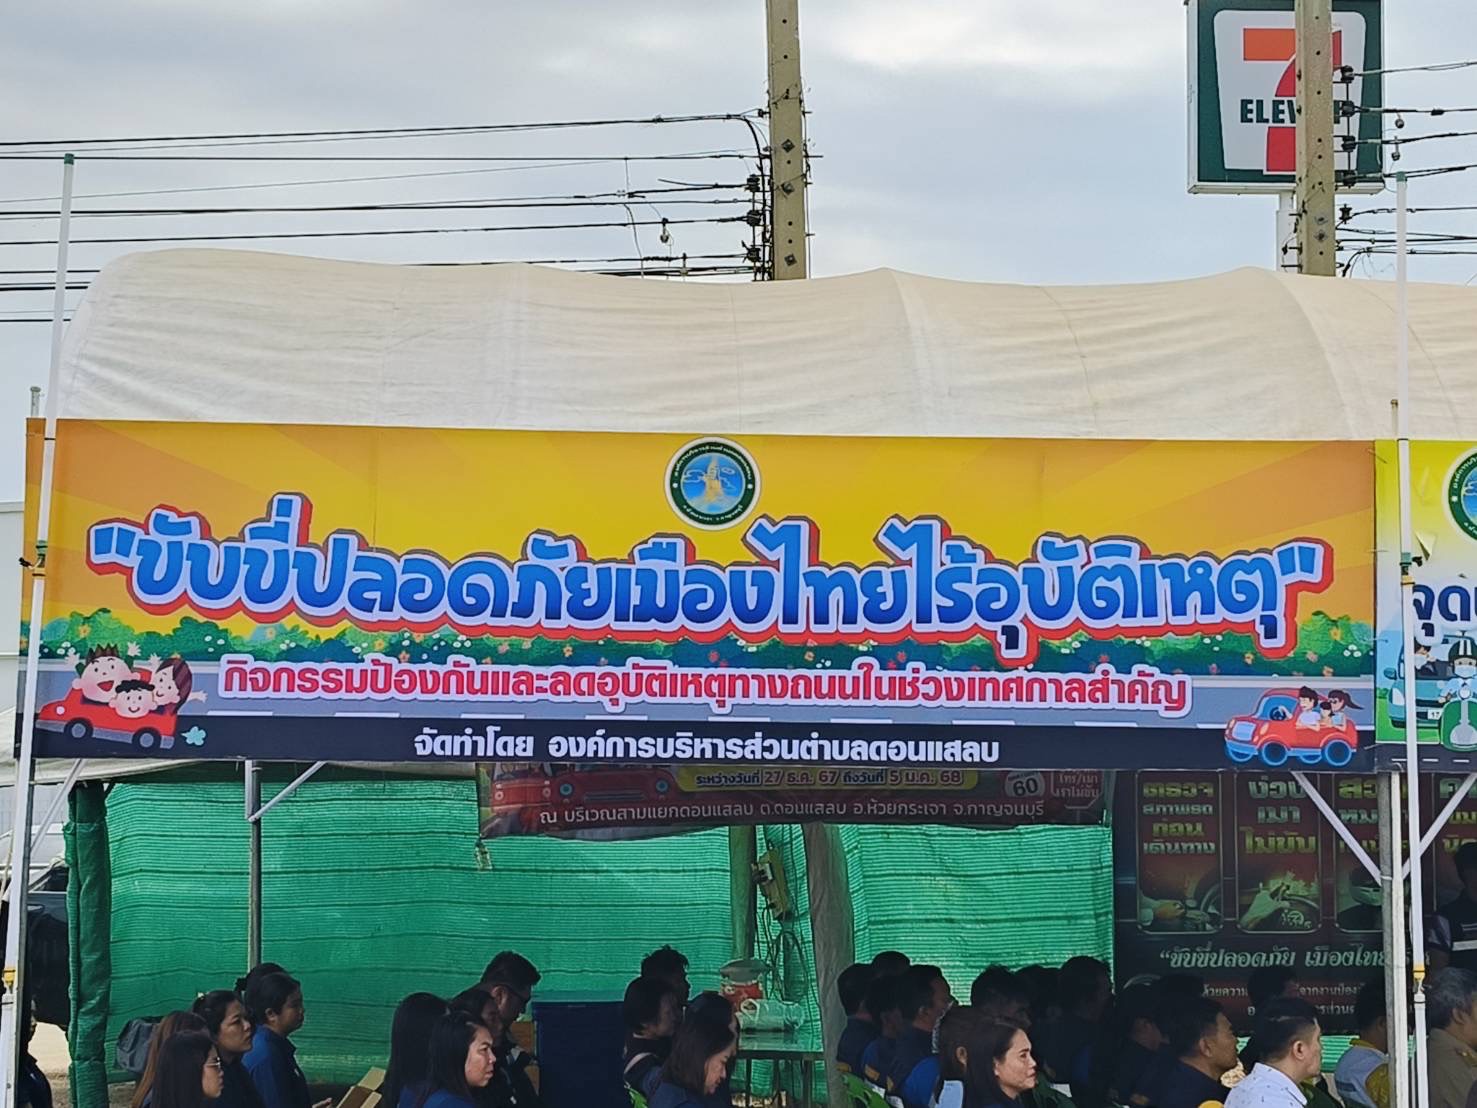 7
ELEVEN
"ขับขี่ปลอดภัยเมืองไทยไร้อุบัติเหตุ"
กิจกรรมป้องกันและลดอุบัติเหตุทางถนนในช่วงเทศกาลสำคัญ
จัดทำโดย องค์การบริหารส่วนตำบลดอนแสลบ
จุด
ระหว่างวันที่ 27 ธ.ค. 67 ถึงวันที่ 5 ม.ค. 68
60
ณ บริเวณสามแยกดอนแสลบ ต.ดอนแสลบ อ.ห้วยกระเจา จ.กาญจนบุรี
ตรวจ
สภาพรถ
ก่อน
เดินทาง
ง่วง
เมา
ไม่ขับ
"ขับขี่ปลอดภัย เมืองไทย